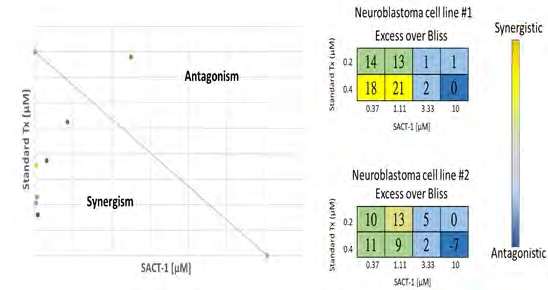 Standard Tx [µM]
Antagonism
Synergism
SACT-1 [µM]
Neuroblastoma cell line #1
Excess over Bliss
Standard Tx [µM]
0.2 14 13 1 1
0.4 18 21 2 0
0.37 1.11 3.33 10
SACT-1 [µM]
Neuroblastoma cell line #2
Excess over Bliss
Standard Tx [µM]
0.2 10 13 5 0
0.4 11 9 2 -7
0.37 1.11 3.33 10
SACT-1 [µM]
Synergistic
Antagonistic